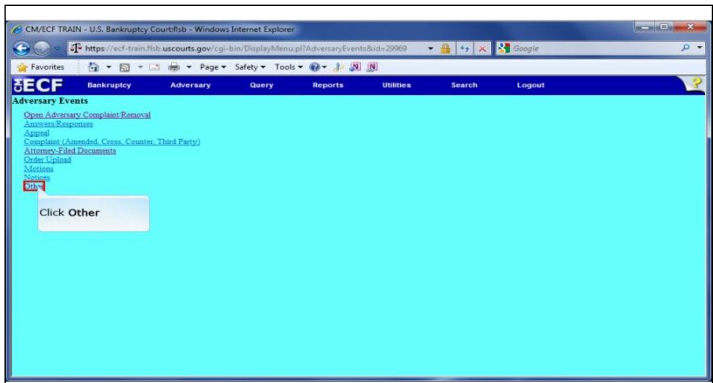 CM/ECF TRAIN - U.S. Bankruptcy Court:flsb - Windows Internet Explorer
https://ecf-train.flsb.uscourts.gov/cgi-bin/DisplayMenu.pl?AdversaryEvents&id=29969
Google
Favorites Page Safety Tools
ECF Bankruptcy Adversary Query Reports Utilities Search Logout
Adversary Events
Open Adversary Complaint/Removal
Answers/Responses
Appeal
Complaint (Amended, Cross, Counter, Third Party)
Attorney-Filed Documents
Order Upload
Motions
Notices
Other
Click Other